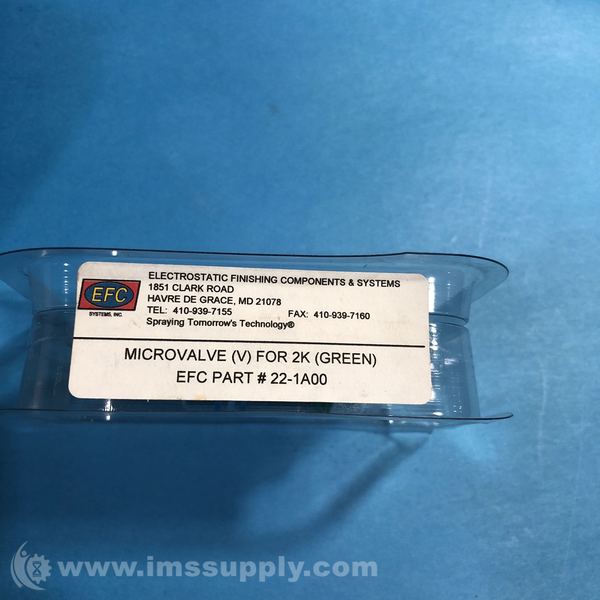 EFC
SYSTEMS, INC.
ELECTROSTATIC FINISHING COMPONENTS & SYSTEMS
1851 CLARK ROAD
HAVRE DE GRACE, MD 21078
TEL: 410-939-7155 FAX: 410-939-7160
Spraying Tomorrow's Technology®
MICROVALVE (V) FOR 2K (GREEN)
EFC PART # 22-1A00
www.imssupply.com